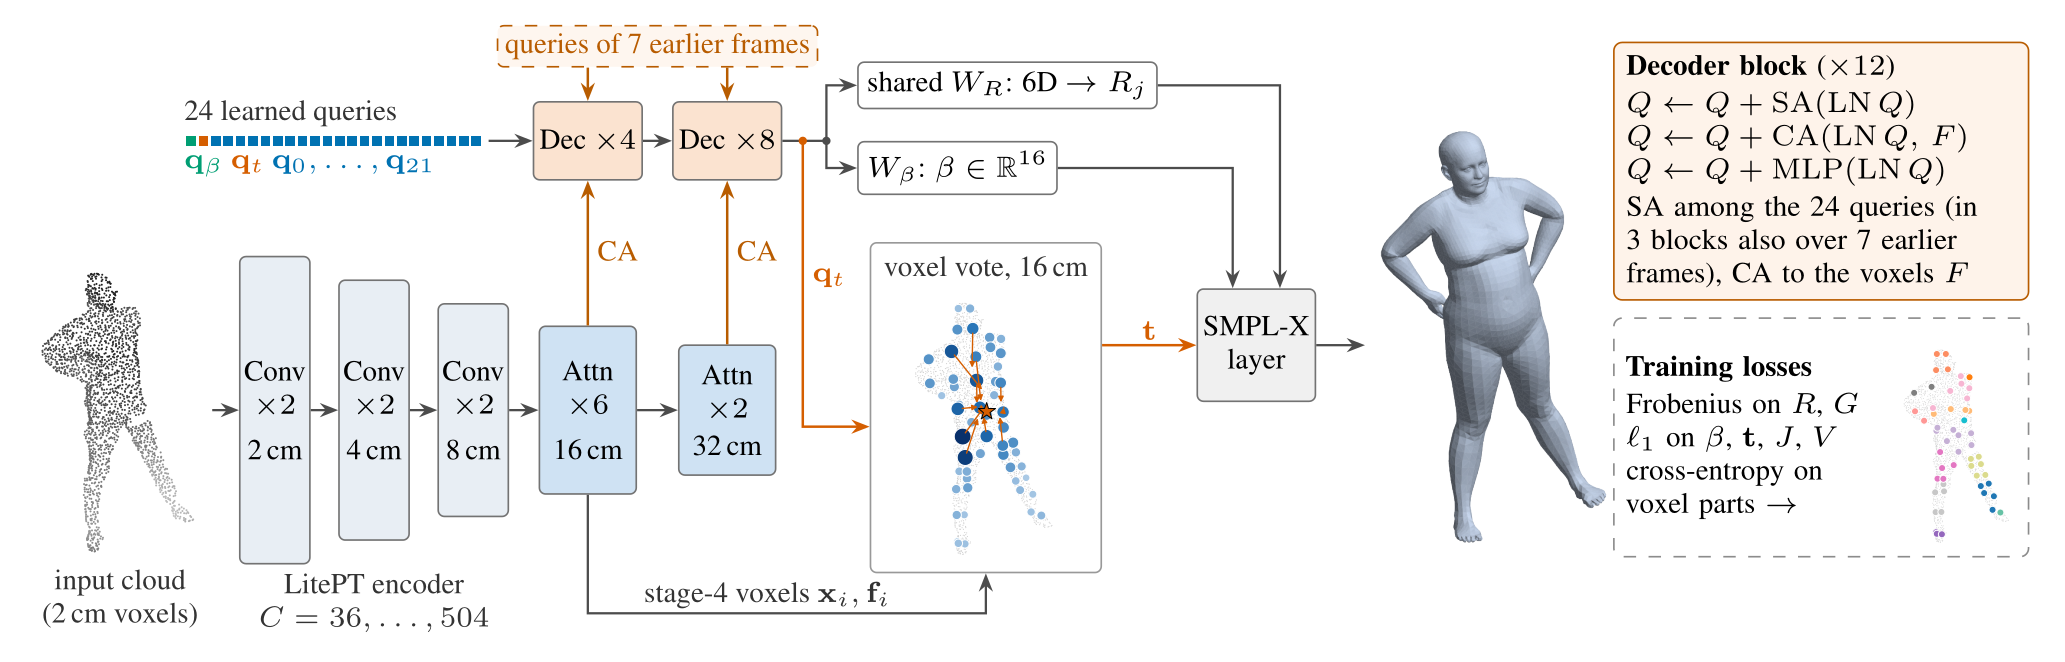 queries of 7 earlier frames
24 learned queries
𝐪_β 𝐪_t 𝐪_0, . . . , 𝐪_21
Dec ×4
Dec ×8
shared W_R: 6D → R_j
W_β: β ∈ ℝ^16
CA
CA
𝐪_t
voxel vote, 16 cm
𝐭
SMPL-X
layer
Conv
×2
2 cm
Conv
×2
4 cm
Conv
×2
8 cm
Attn
×6
16 cm
Attn
×2
32 cm
input cloud
(2 cm voxels)
LitePT encoder
C = 36, . . . , 504
stage-4 voxels 𝐱_i, 𝐟_i
Decoder block (×12)
Q ← Q + SA(LN Q)
Q ← Q + CA(LN Q, F)
Q ← Q + MLP(LN Q)
SA among the 24 queries (in
3 blocks also over 7 earlier
frames), CA to the voxels F
Training losses
Frobenius on R, G
ℓ_1 on β, 𝐭, J, V
cross-entropy on
voxel parts →